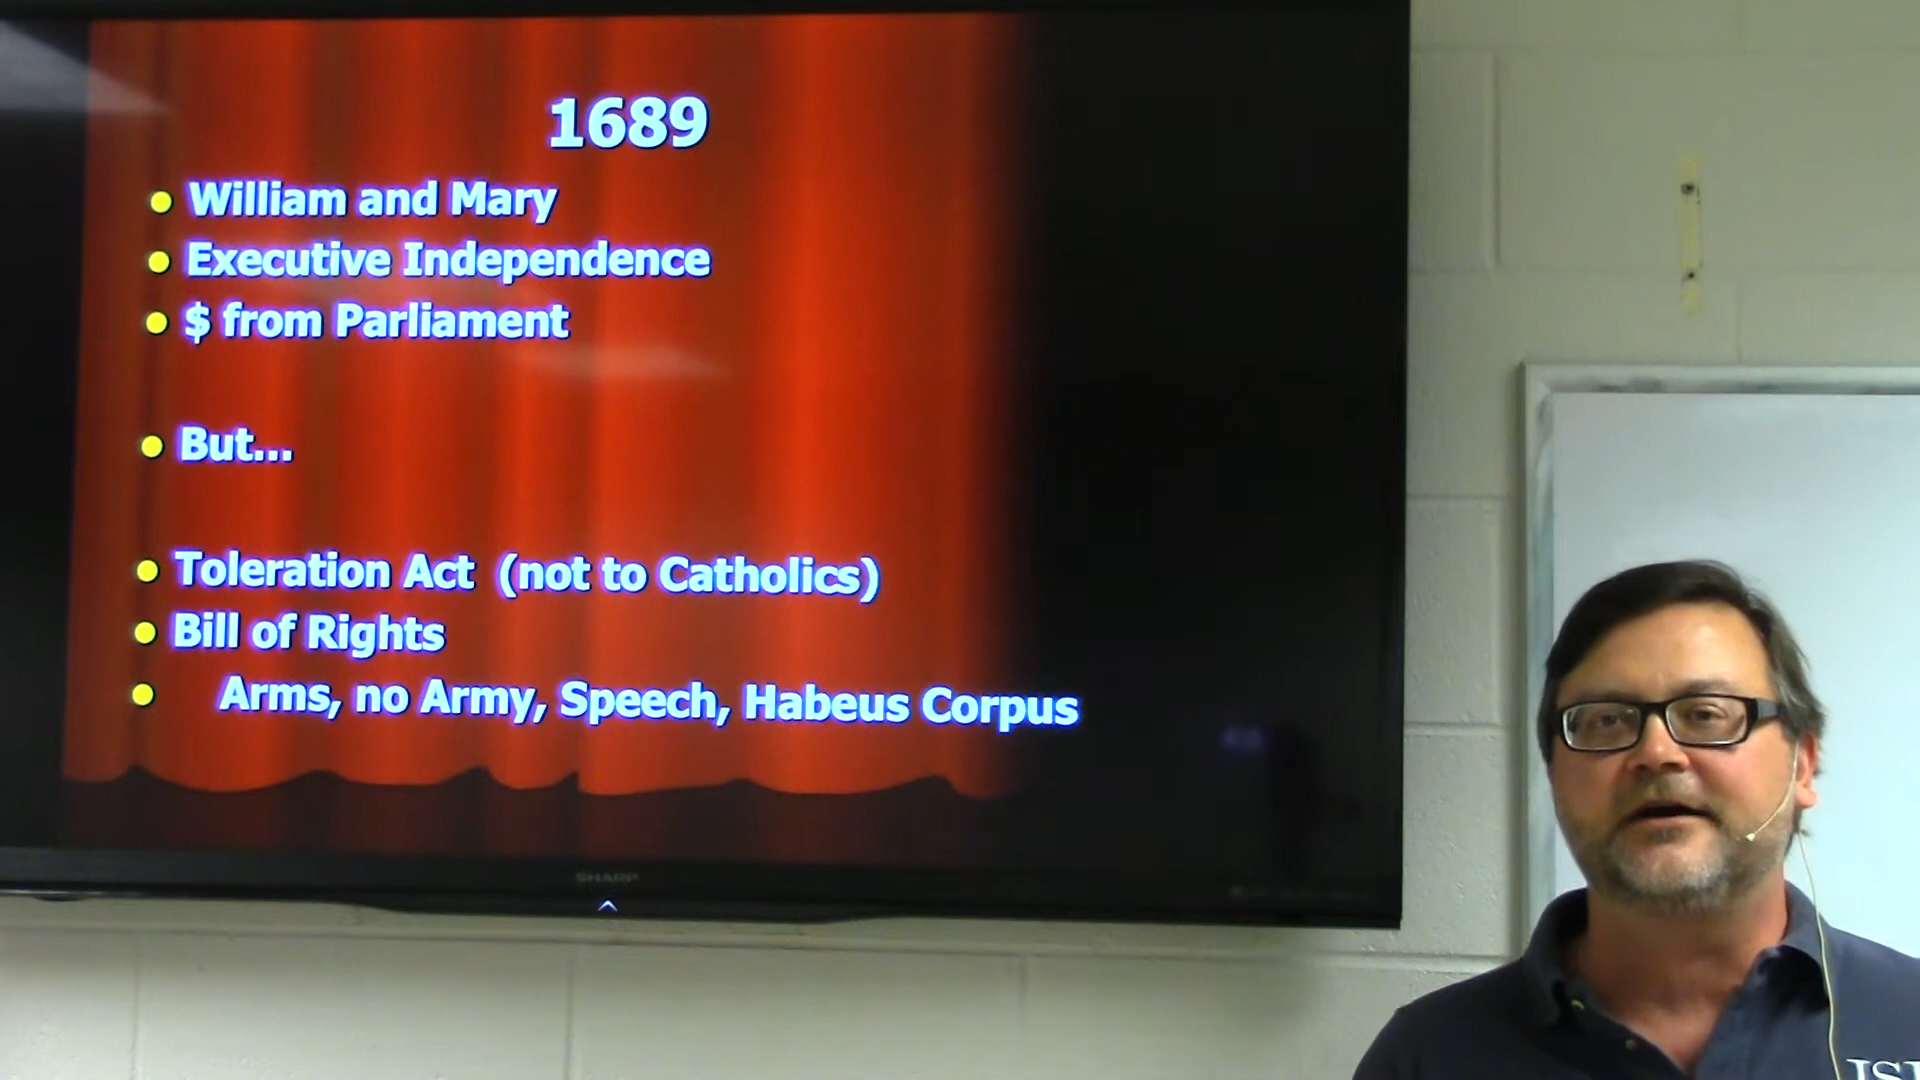 1689
William and Mary
Executive Independence
$ from Parliament
But...
Toleration Act (not to Catholics)
Bill of Rights
Arms, no Army, Speech, Habeus Corpus
SHARP